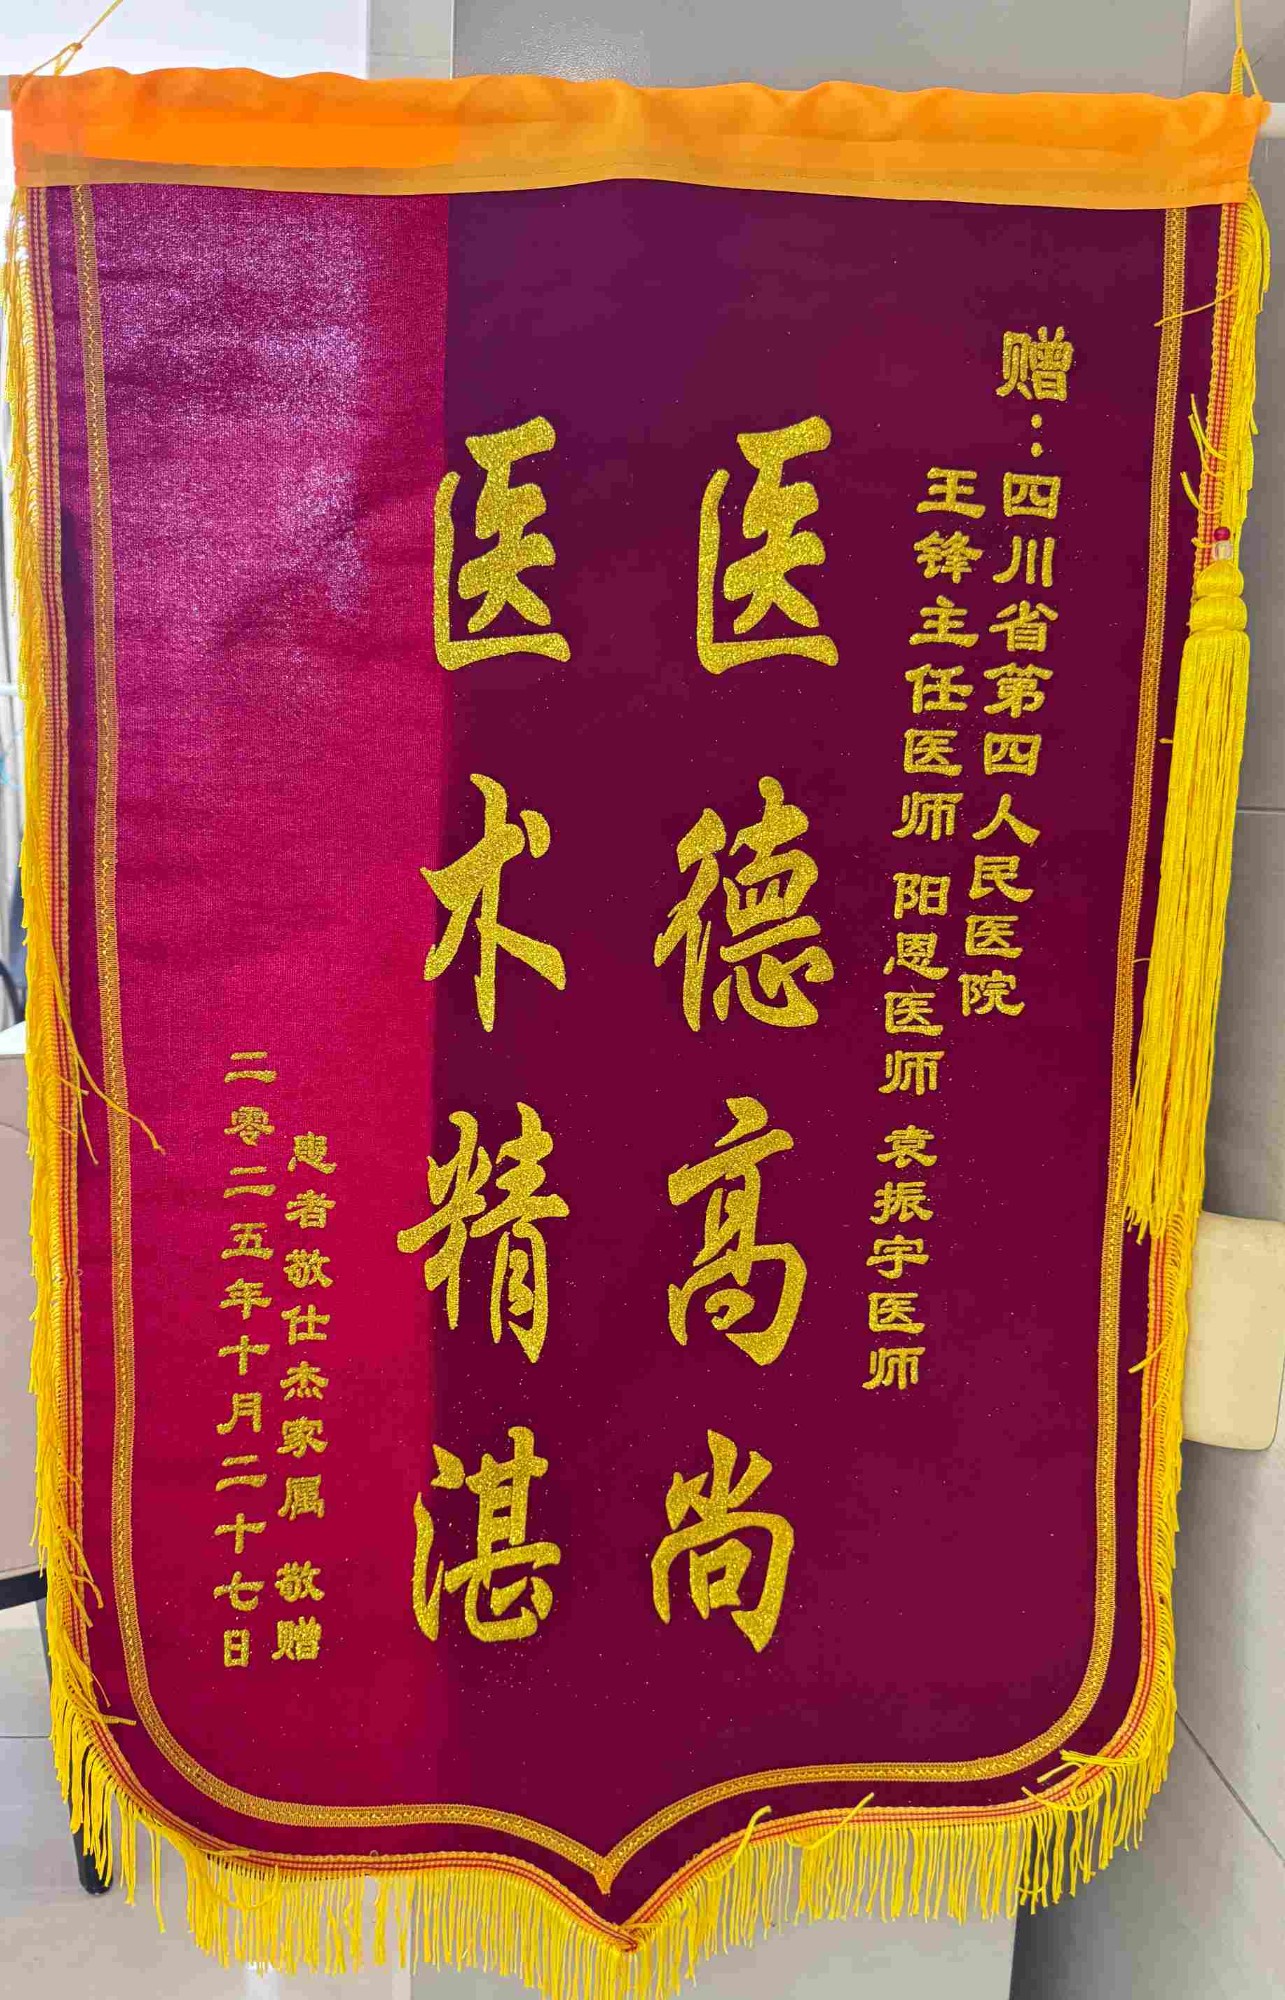 赠：四川省第四人民医院
王锋主任医师 阳恩医师 袁振宇医师
医德高尚
医术精湛
患者敬仕杰家属 敬赠
二零二五年十月二十七日